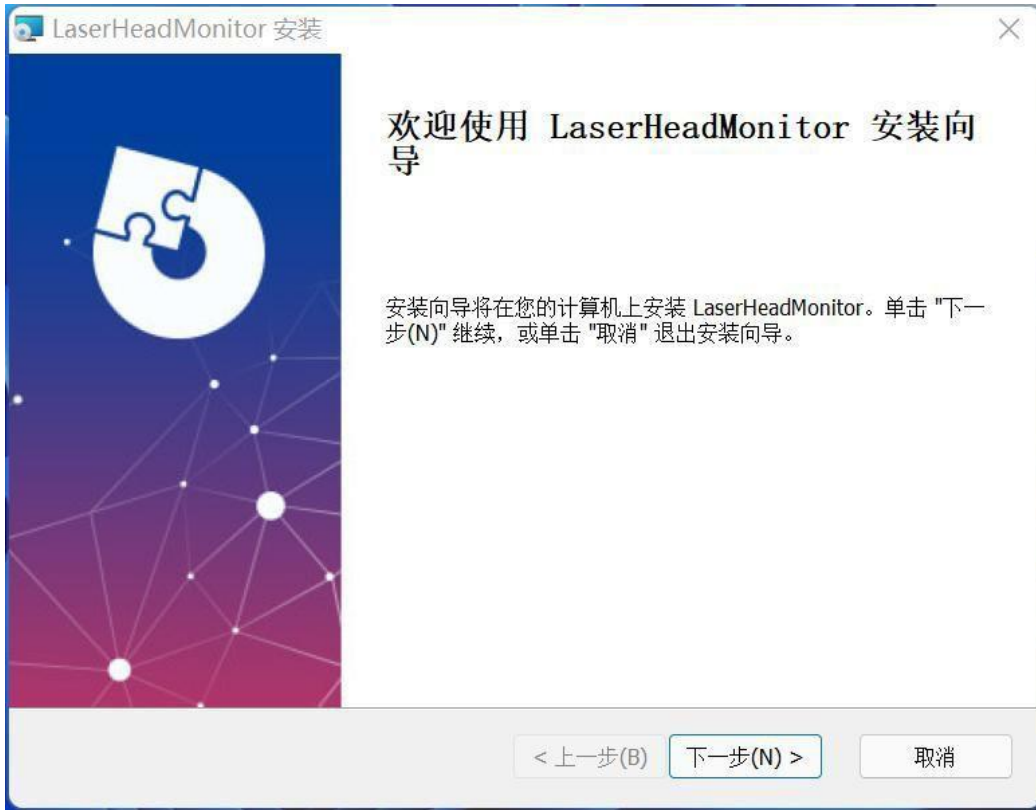 LaserHeadMonitor 安装
欢迎使用 LaserHeadMonitor 安装向
导
安装向导将在您的计算机上安装 LaserHeadMonitor。单击 "下一
步(N)" 继续，或单击 "取消" 退出安装向导。
< 上一步(B) 下一步(N) > 取消